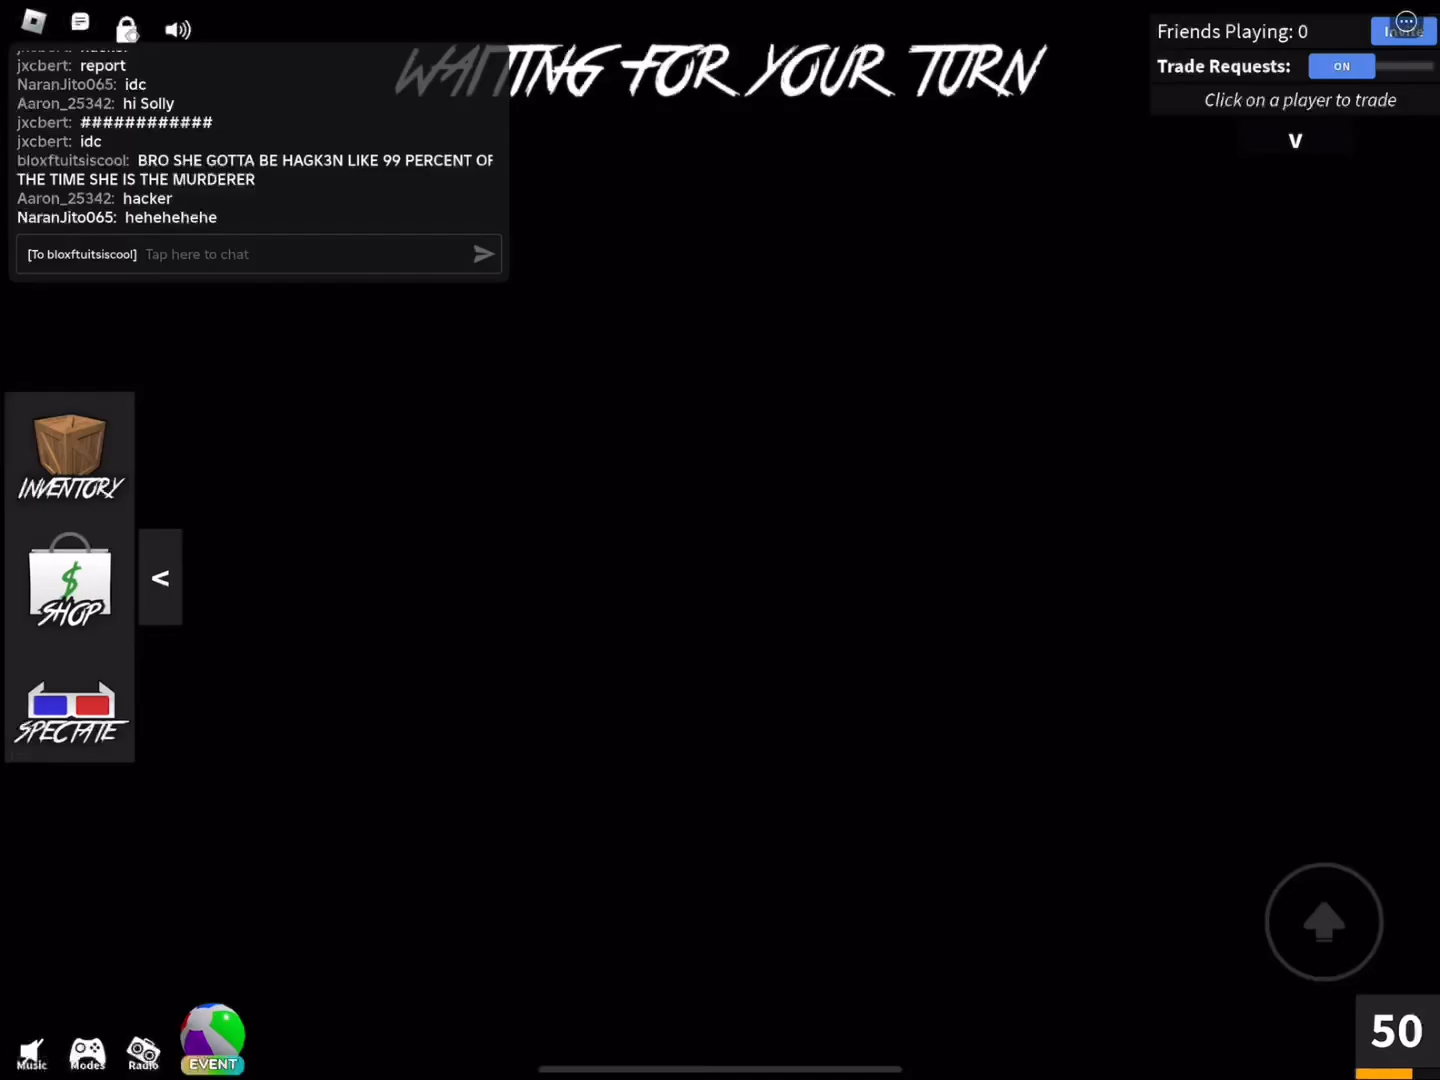 jxcbert: report
NaranJito065: idc
Aaron_25342: hi Solly
jxcbert: ############
jxcbert: idc
bloxftuitsiscool: BRO SHE GOTTA BE HAGK3N LIKE 99 PERCENT OF
THE TIME SHE IS THE MURDERER
Aaron_25342: hacker
NaranJito065: hehehehehe
[To bloxftuitsiscool] Tap here to chat
WAITING FOR YOUR TURN
Friends Playing: 0 Invite
Trade Requests: ON
Click on a player to trade
V
INVENTORY
$
SHOP
<
SPECTATE
Music Modes Radio EVENT
50